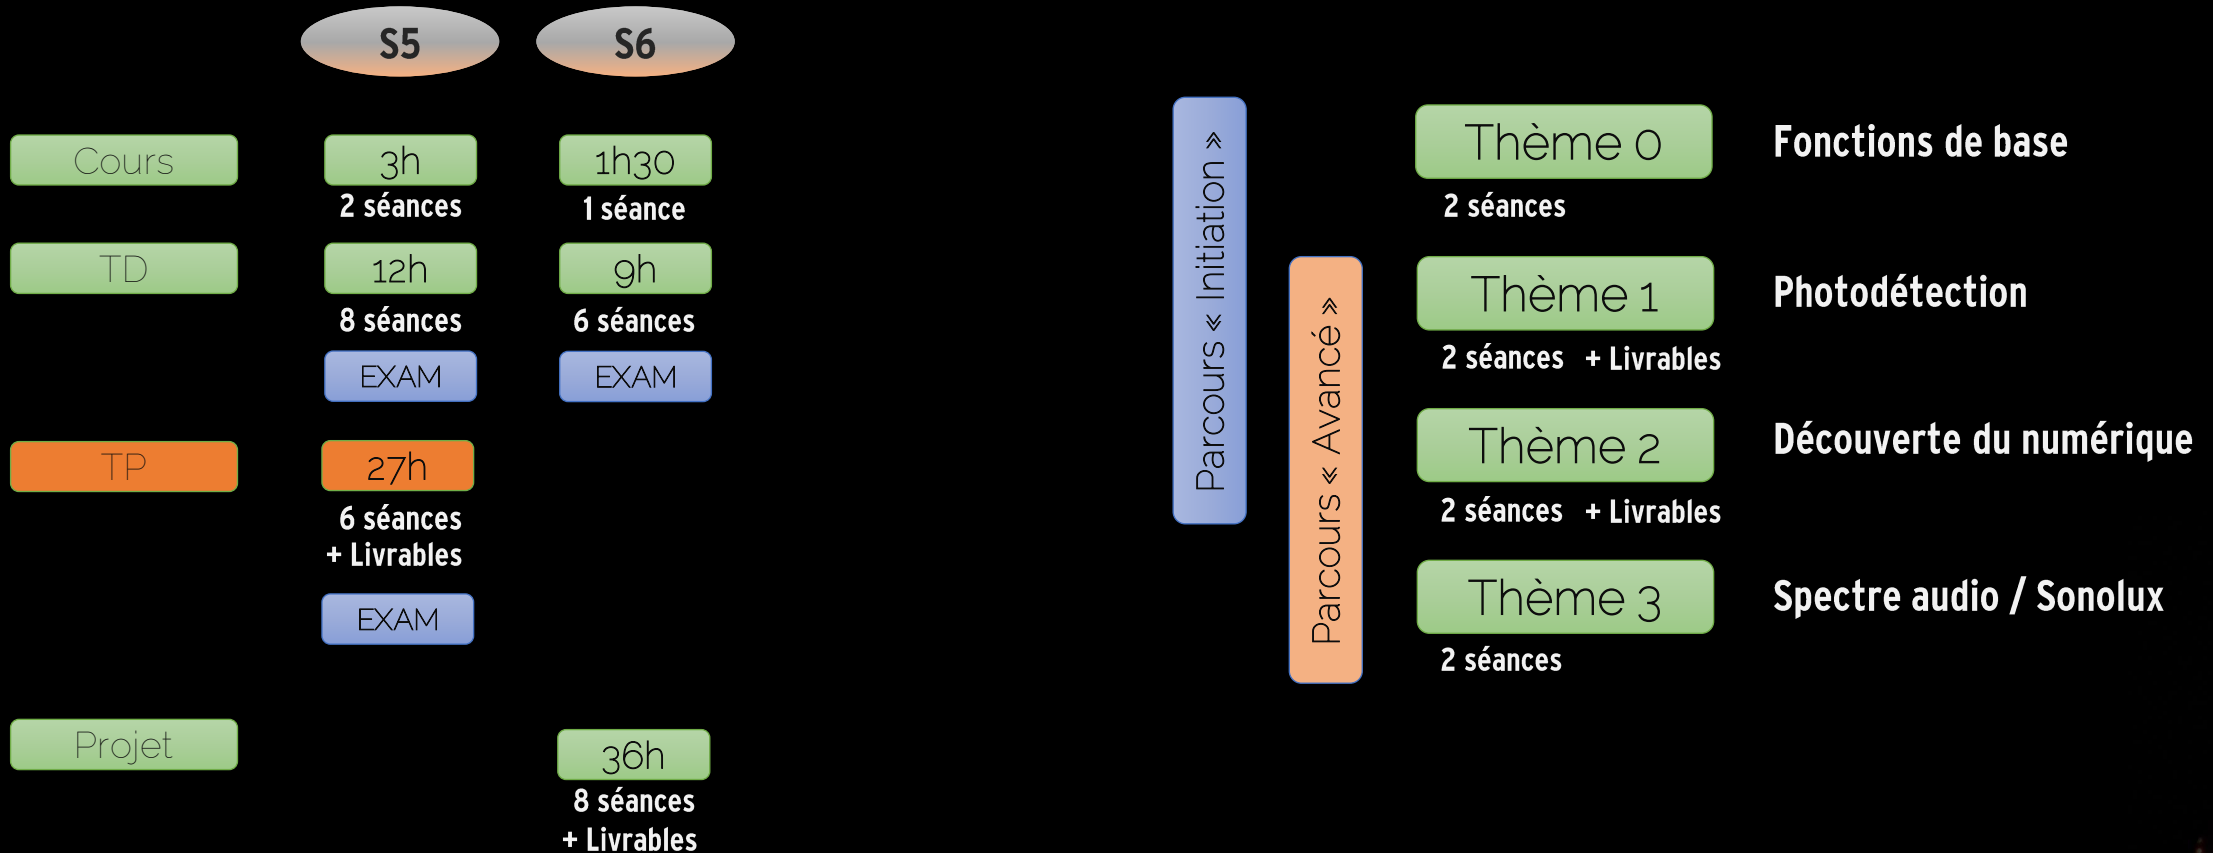 S5
S6
Cours
3h
1h30
2 séances
1 séance
TD
12h
9h
8 séances
6 séances
EXAM
EXAM
TP
27h
6 séances
+ Livrables
EXAM
Projet
36h
8 séances
+ Livrables
Parcours « Initiation »
Parcours « Avancé »
Thème 0
Fonctions de base
2 séances
Thème 1
Photodétection
2 séances + Livrables
Thème 2
Découverte du numérique
2 séances + Livrables
Thème 3
Spectre audio / Sonolux
2 séances